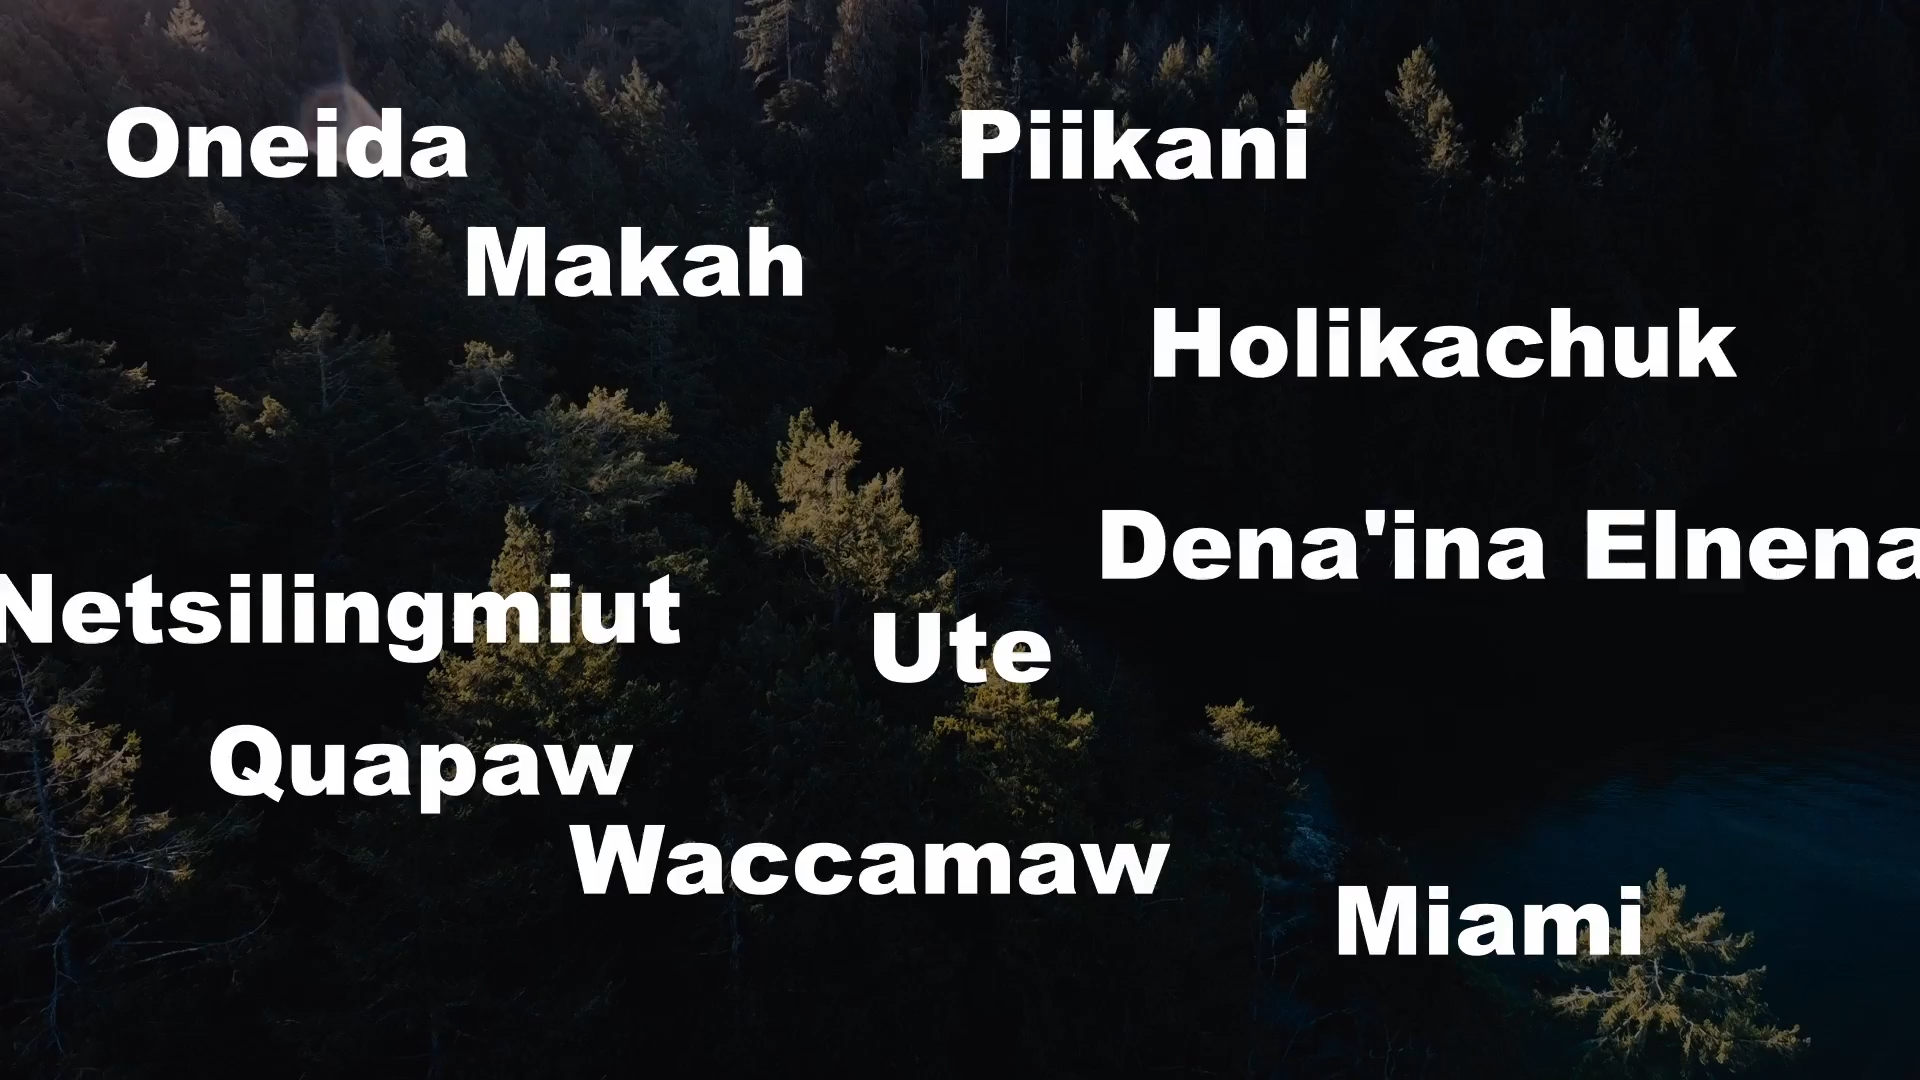 Oneida
Piikani
Makah
Holikachuk
Dena'ina Elnena
Netsilingmiut
Ute
Quapaw
Waccamaw
Miami